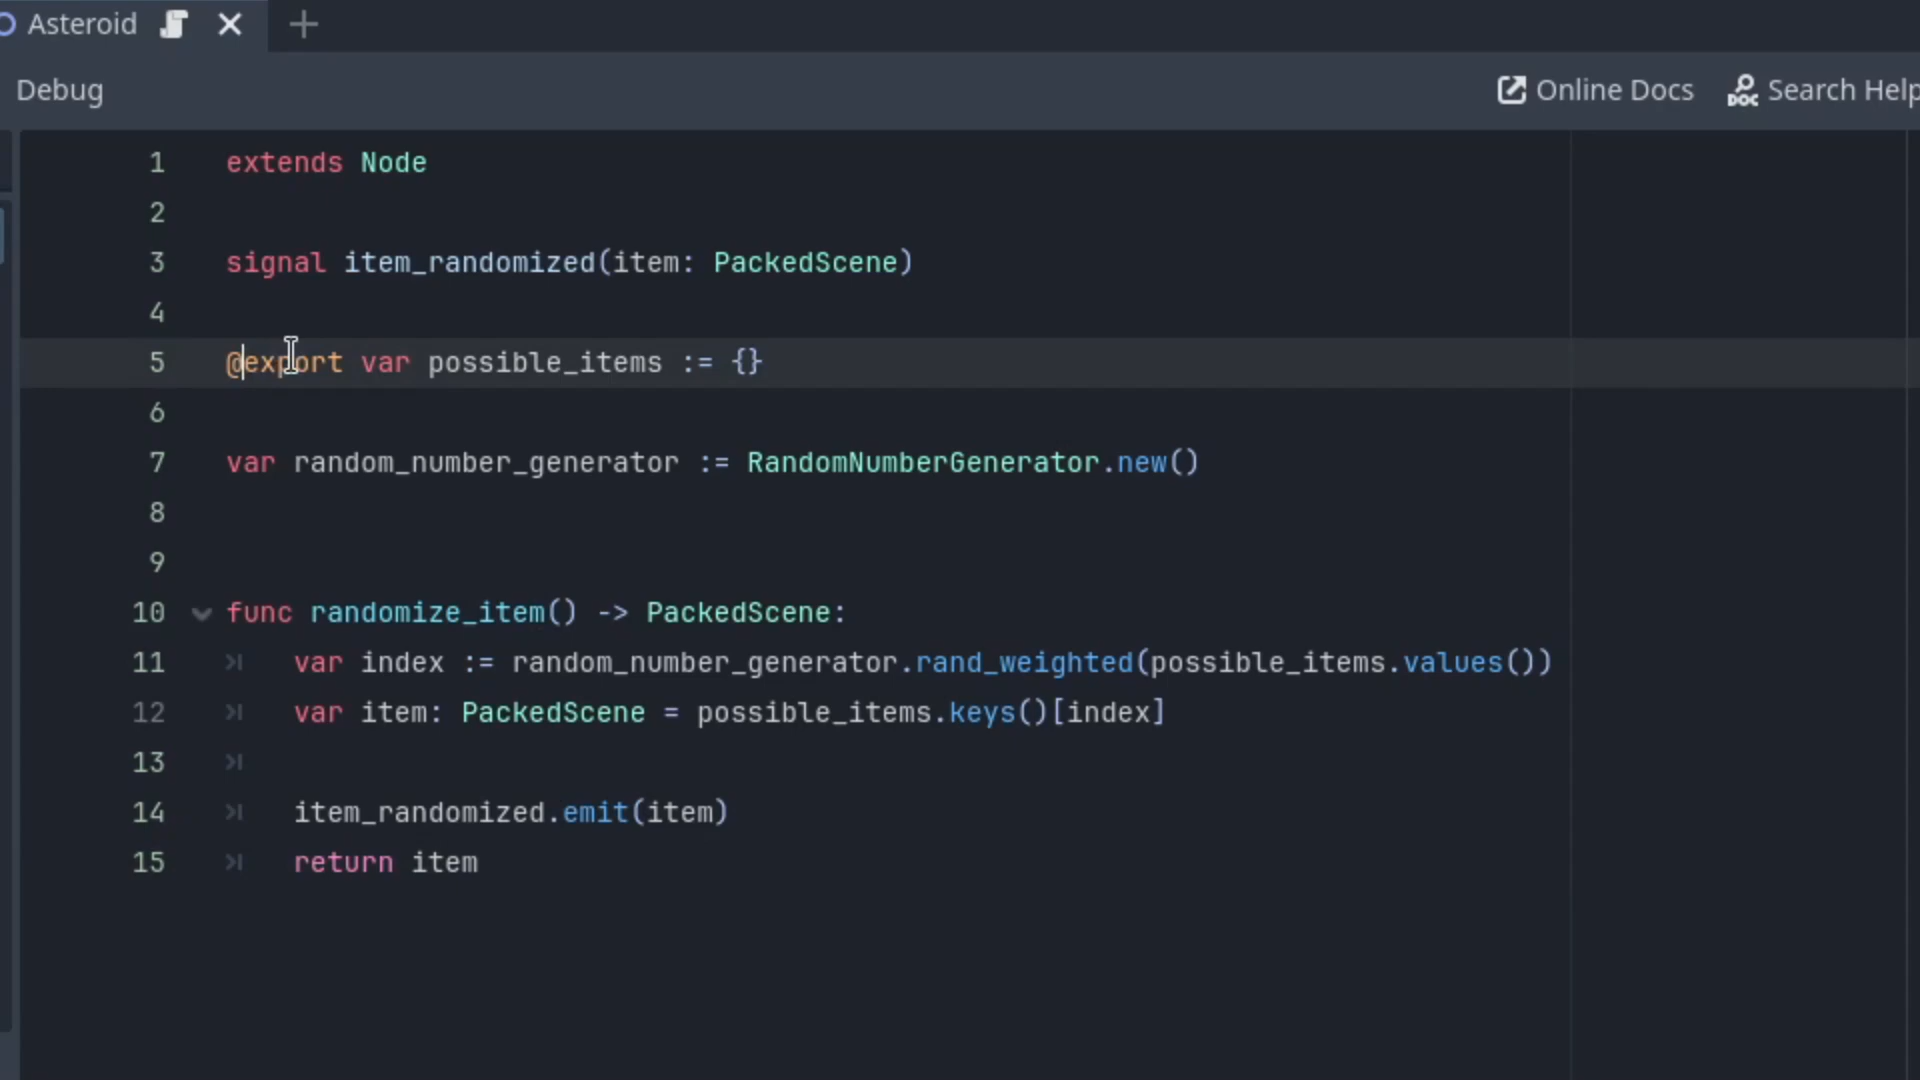 Asteroid
Debug
Online Docs
Search Help
1 extends Node
2
3 signal item_randomized(item: PackedScene)
4
5 @export var possible_items := {}
6
7 var random_number_generator := RandomNumberGenerator.new()
8
9
10 func randomize_item() -> PackedScene:
11 var index := random_number_generator.rand_weighted(possible_items.values())
12 var item: PackedScene = possible_items.keys()[index]
13
14 item_randomized.emit(item)
15 return item